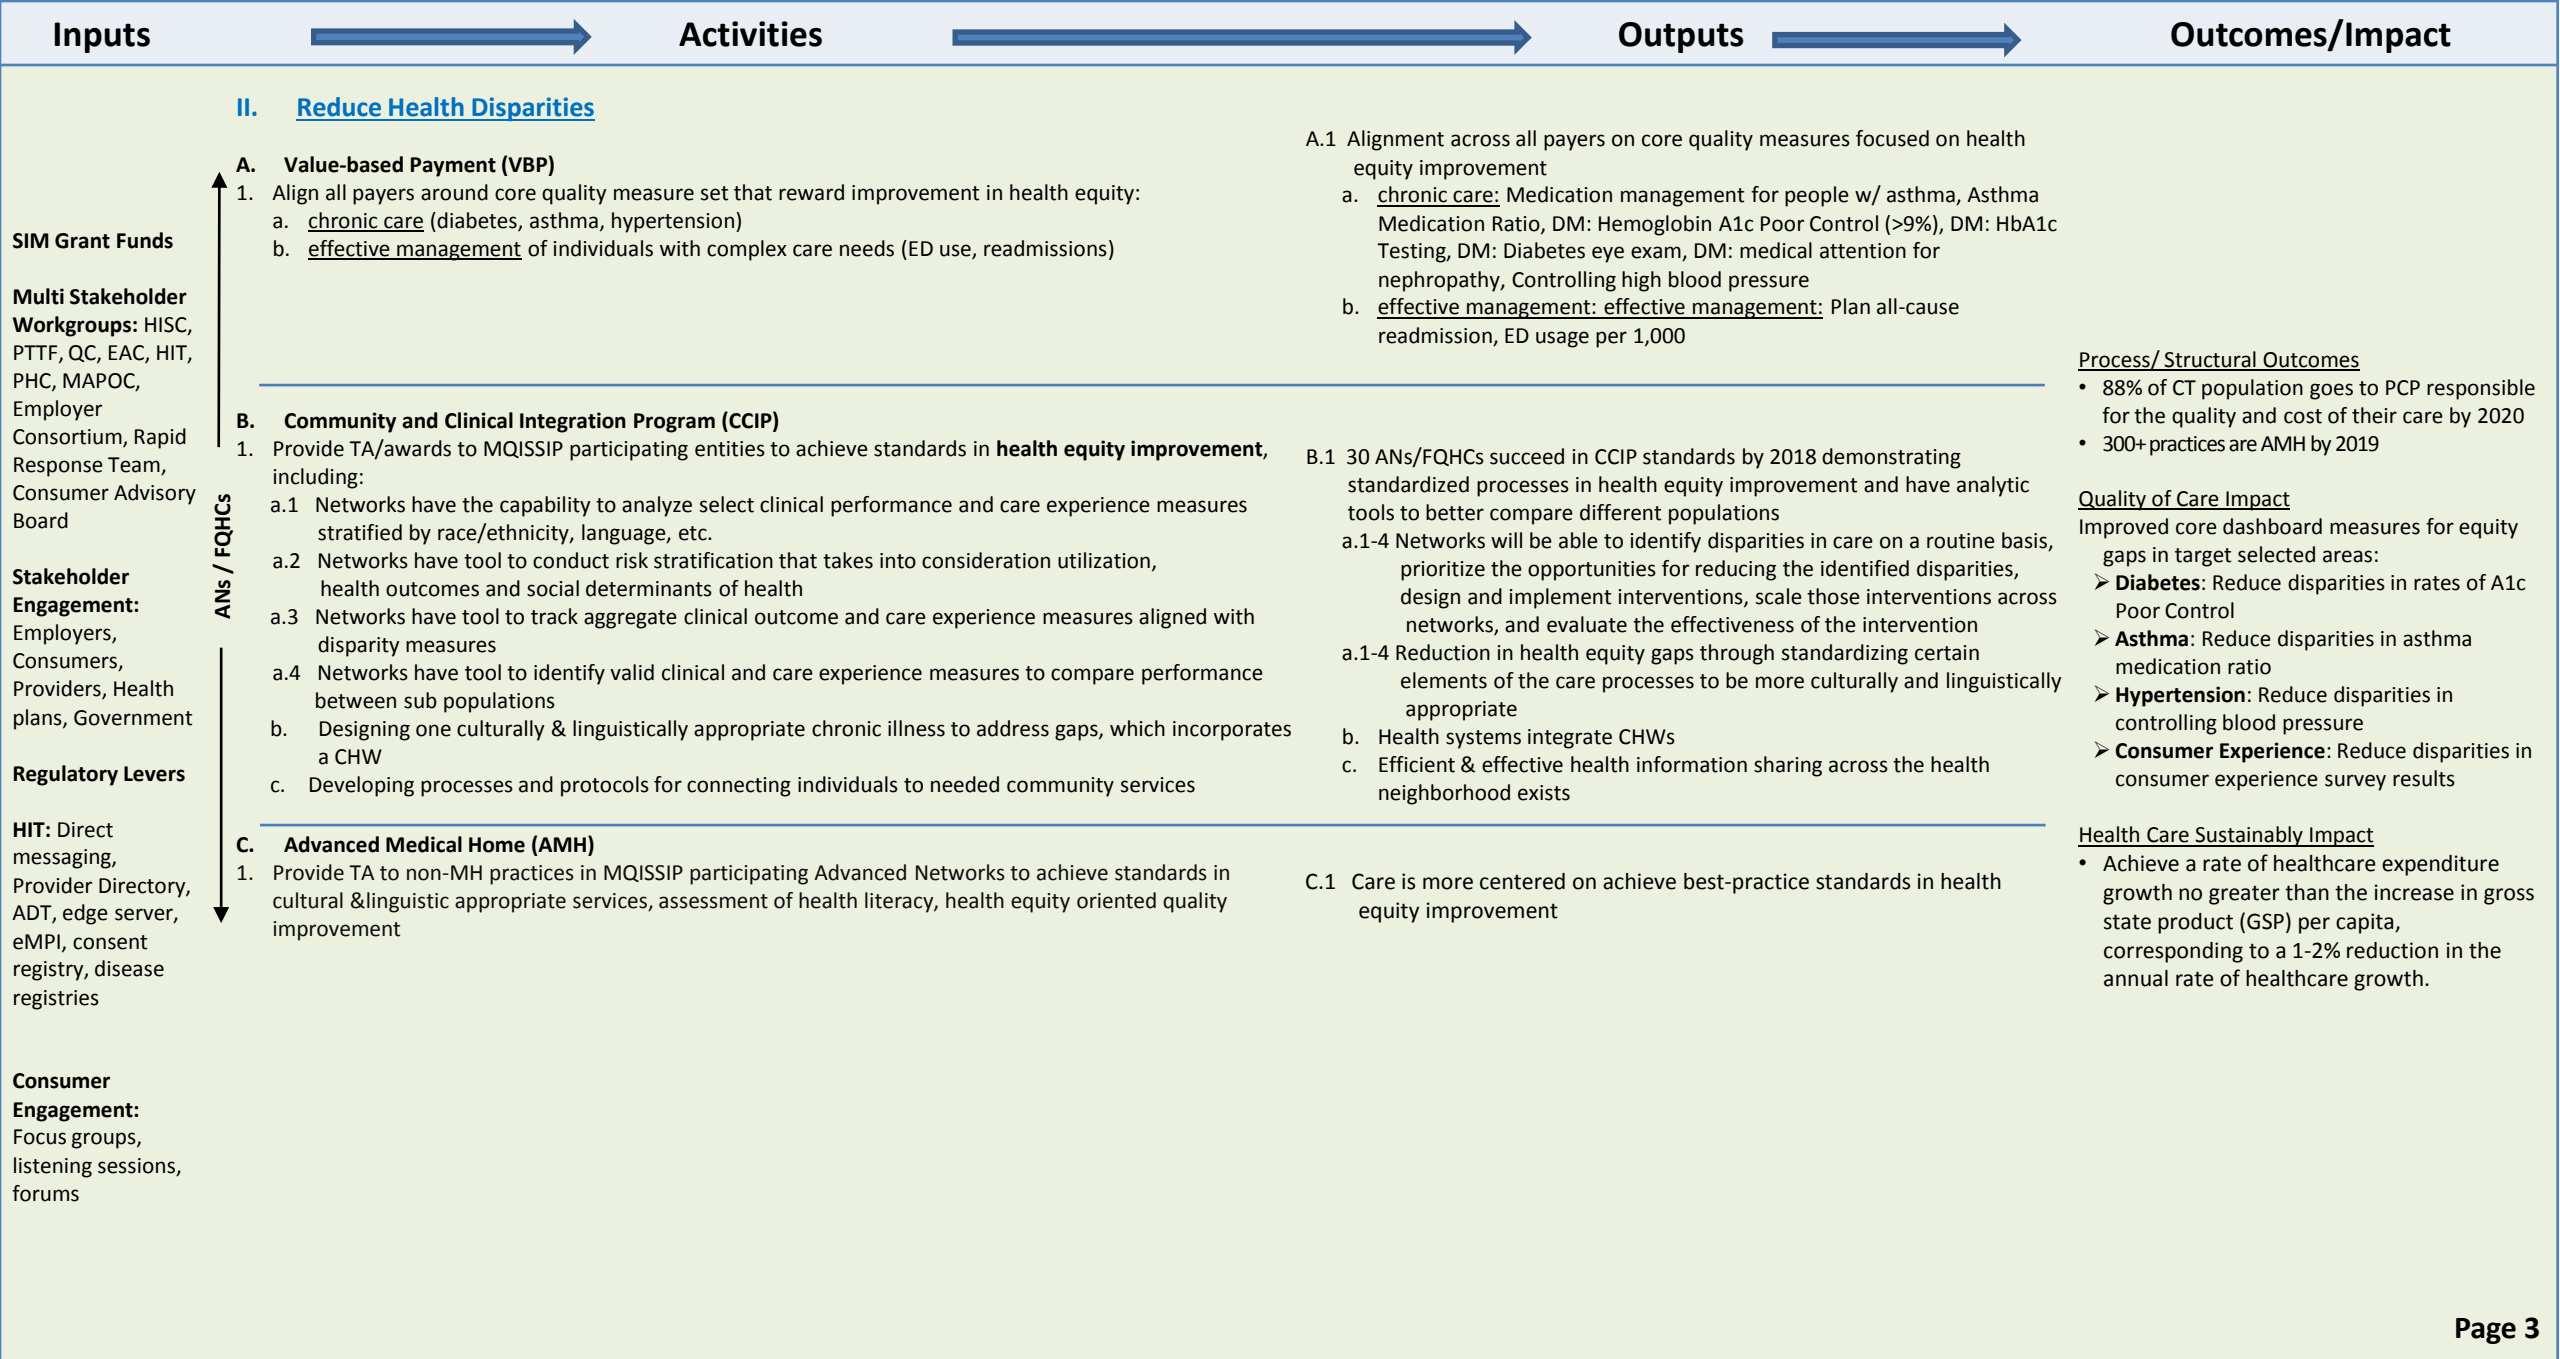 Inputs
Activities
Outputs
Outcomes/Impact
SIM Grant Funds
Multi Stakeholder
Workgroups: HISC,
PTTF, QC, EAC, HIT,
PHC, MAPOC,
Employer
Consortium, Rapid
Response Team,
Consumer Advisory
Board
Stakeholder
Engagement:
Employers,
Consumers,
Providers, Health
plans, Government
Regulatory Levers
HIT: Direct
messaging,
Provider Directory,
ADT, edge server,
eMPI, consent
registry, disease
registries
Consumer
Engagement:
Focus groups,
listening sessions,
forums
ANs / FQHCs
II. Reduce Health Disparities
A. Value-based Payment (VBP)
1. Align all payers around core quality measure set that reward improvement in health equity:
a. chronic care (diabetes, asthma, hypertension)
b. effective management of individuals with complex care needs (ED use, readmissions)
B. Community and Clinical Integration Program (CCIP)
1. Provide TA/awards to MQISSIP participating entities to achieve standards in health equity improvement,
including:
a.1 Networks have the capability to analyze select clinical performance and care experience measures
stratified by race/ethnicity, language, etc.
a.2 Networks have tool to conduct risk stratification that takes into consideration utilization,
health outcomes and social determinants of health
a.3 Networks have tool to track aggregate clinical outcome and care experience measures aligned with
disparity measures
a.4 Networks have tool to identify valid clinical and care experience measures to compare performance
between sub populations
b. Designing one culturally & linguistically appropriate chronic illness to address gaps, which incorporates
a CHW
c. Developing processes and protocols for connecting individuals to needed community services
C. Advanced Medical Home (AMH)
1. Provide TA to non-MH practices in MQISSIP participating Advanced Networks to achieve standards in
cultural &linguistic appropriate services, assessment of health literacy, health equity oriented quality
improvement
A.1 Alignment across all payers on core quality measures focused on health
equity improvement
a. chronic care: Medication management for people w/ asthma, Asthma
Medication Ratio, DM: Hemoglobin A1c Poor Control (>9%), DM: HbA1c
Testing, DM: Diabetes eye exam, DM: medical attention for
nephropathy, Controlling high blood pressure
b. effective management: effective management: Plan all-cause
readmission, ED usage per 1,000
B.1 30 ANs/FQHCs succeed in CCIP standards by 2018 demonstrating
standardized processes in health equity improvement and have analytic
tools to better compare different populations
a.1-4 Networks will be able to identify disparities in care on a routine basis,
prioritize the opportunities for reducing the identified disparities,
design and implement interventions, scale those interventions across
networks, and evaluate the effectiveness of the intervention
a.1-4 Reduction in health equity gaps through standardizing certain
elements of the care processes to be more culturally and linguistically
appropriate
b. Health systems integrate CHWs
c. Efficient & effective health information sharing across the health
neighborhood exists
C.1 Care is more centered on achieve best-practice standards in health
equity improvement
Process/ Structural Outcomes
• 88% of CT population goes to PCP responsible
for the quality and cost of their care by 2020
• 300+ practices are AMH by 2019
Quality of Care Impact
Improved core dashboard measures for equity
gaps in target selected areas:
➢ Diabetes: Reduce disparities in rates of A1c
Poor Control
➢ Asthma: Reduce disparities in asthma
medication ratio
➢ Hypertension: Reduce disparities in
controlling blood pressure
➢ Consumer Experience: Reduce disparities in
consumer experience survey results
Health Care Sustainably Impact
• Achieve a rate of healthcare expenditure
growth no greater than the increase in gross
state product (GSP) per capita,
corresponding to a 1-2% reduction in the
annual rate of healthcare growth.
Page 3